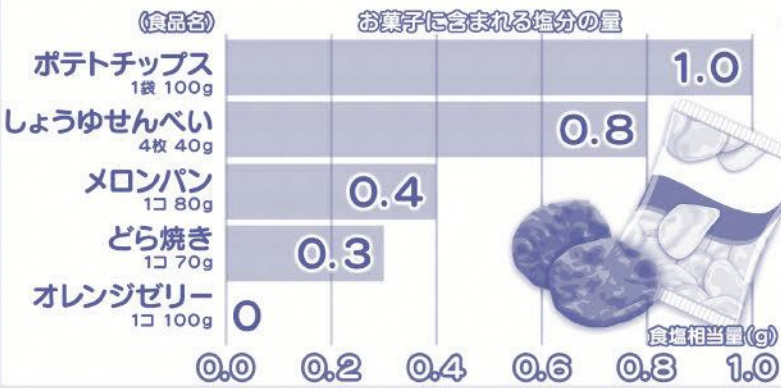 (食品名) お菓子に含まれる塩分の量
ポテトチップス
1袋 100g
1.0
しょうゆせんべい
4枚 40g
0.8
メロンパン
1コ 80g
0.4
どら焼き
1コ 70g
0.3
オレンジゼリー
1コ 100g
0
食塩相当量(g)
0.0 0.2 0.4 0.6 0.8 1.0